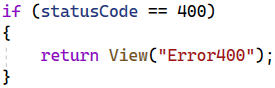 if (statusCode == 400)
{
    return View("Error400");
}